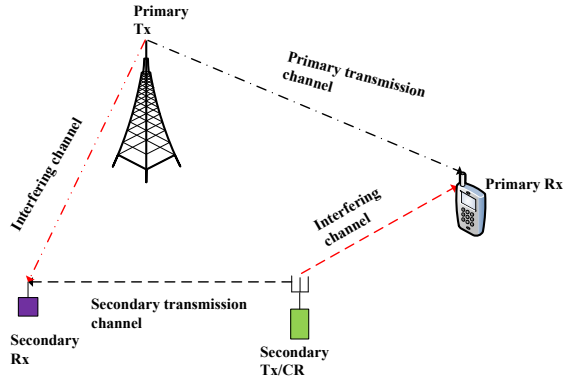 Primary
Tx
Primary transmission
channel
Interfering channel
Primary Rx
Interfering
channel
Secondary transmission
channel
Secondary
Rx
Secondary
Tx/CR